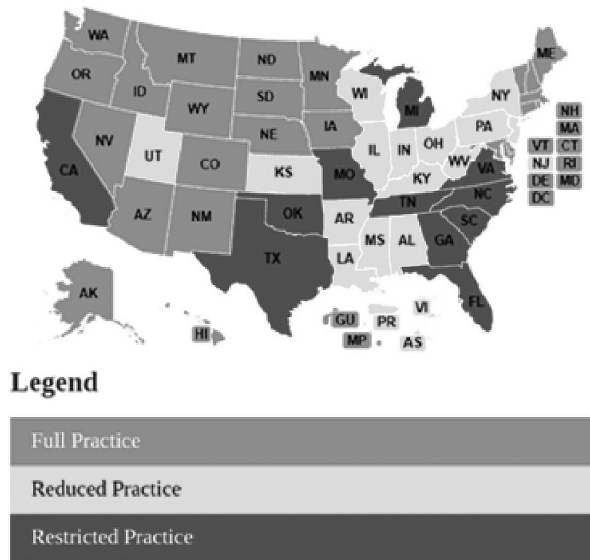 WA
MT
ND
MN
ME
OR
ID
WY
SD
WI
NY
MI
NH
NV
NE
IA
PA
MA
UT
CO
IL
IN
OH
VT CT
CA
KS
MO
WV
VA
NJ RI
KY
DE MD
NC
DC
AZ
NM
OK
AR
TN
SC
TX
MS
AL
GA
LA
AK
FL
HI
GU
PR
VI
MP
AS
Legend
Full Practice
Reduced Practice
Restricted Practice